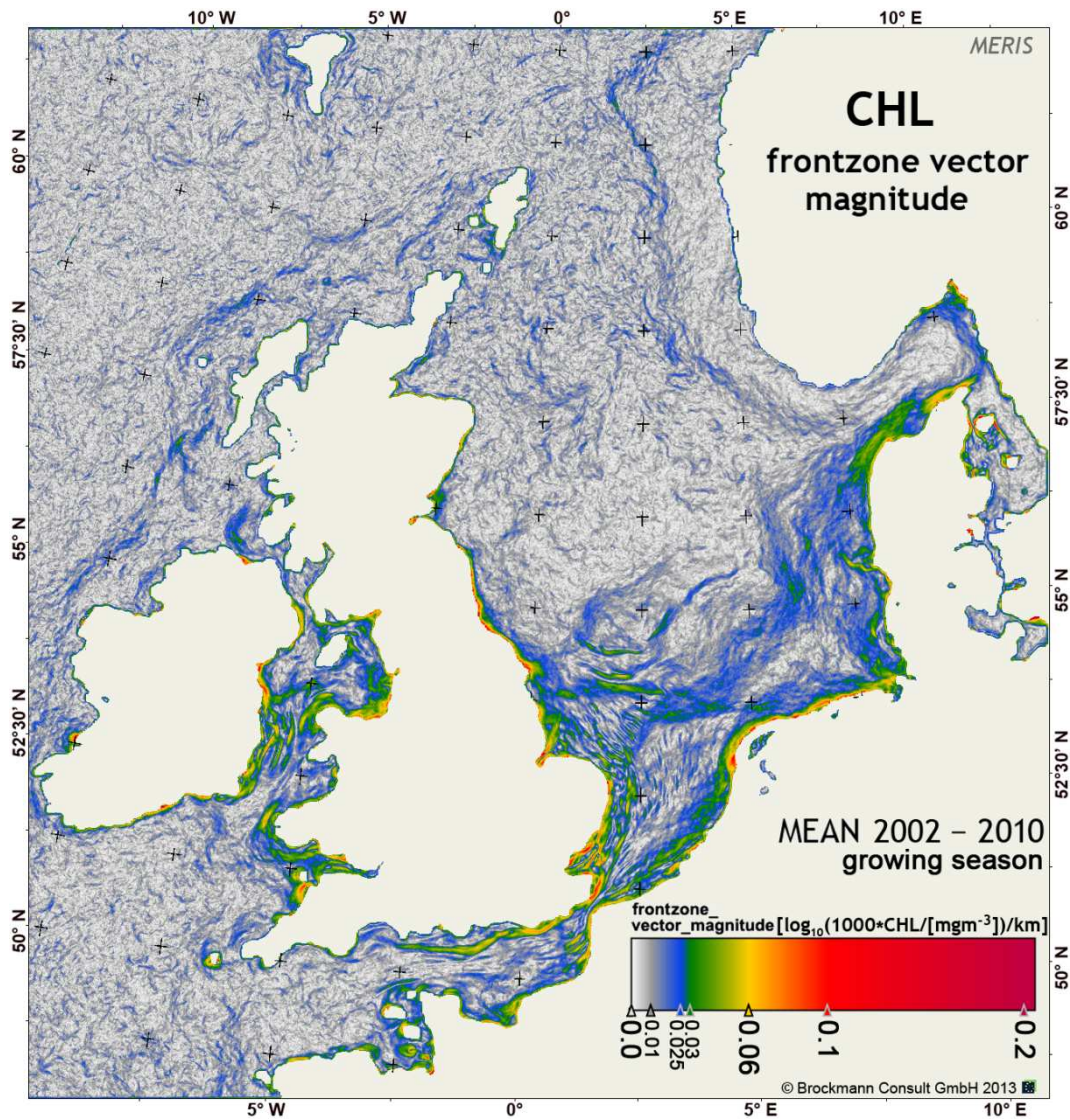 10° W 5° W 0° 5° E 10° E
MERIS
CHL
frontzone vector
magnitude
60° N
60° N
57°30' N
57°30' N
55° N
55° N
52°30' N
52°30' N
MEAN 2002 – 2010
growing season
frontzone_
vector_magnitude [log₁₀(1000*CHL/[mgm⁻³])/km]
50° N
50° N
0.0 0.01 0.025 0.03 0.06 0.1 0.2
© Brockmann Consult GmbH 2013
5° W 0° 5° E 10° E